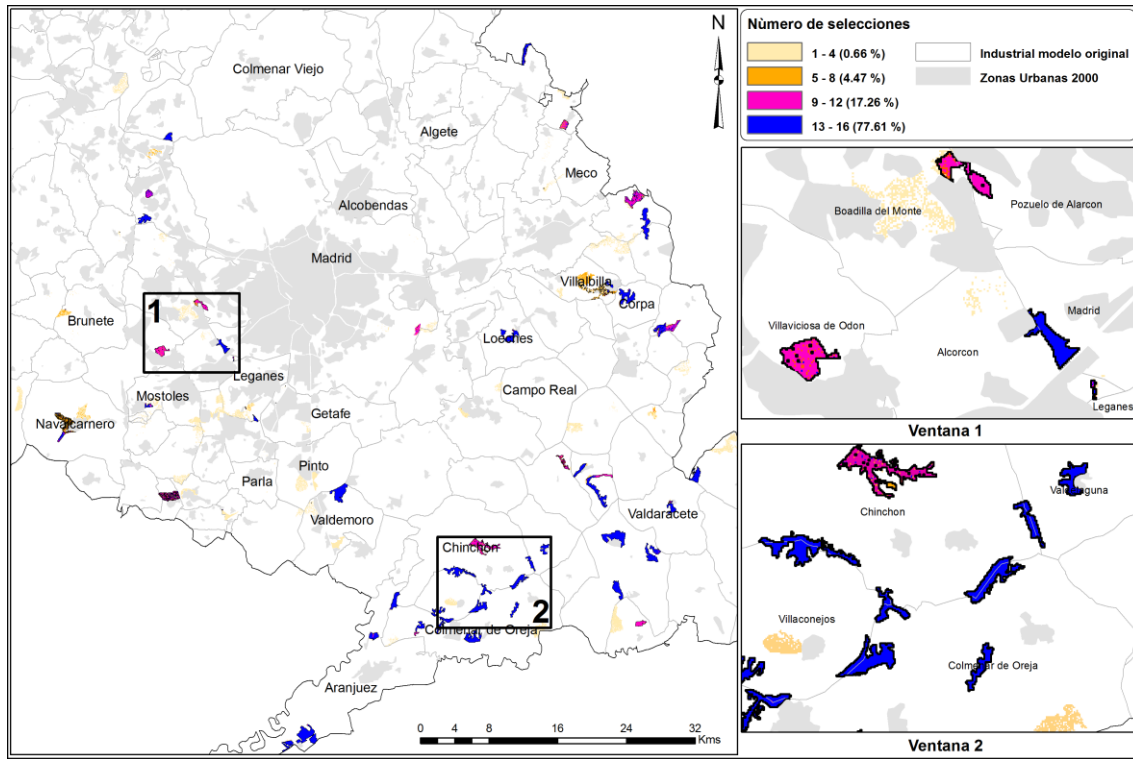 N
Colmenar Viejo
Algete
Meco
Alcobendas
Madrid
Villalbilla
Corpa
1
Brunete
Loeches
Leganes
Campo Real
Mostoles
Getafe
Navalcarnero
Pinto
Parla
Valdemoro
Valdaracete
Chinchon
2
Colmenar de Oreja
Aranjuez
0 4 8 16 24 32
Kms
Nùmero de selecciones
1 - 4 (0.66 %) Industrial modelo original
5 - 8 (4.47 %) Zonas Urbanas 2000
9 - 12 (17.26 %)
13 - 16 (77.61 %)
Boadilla del Monte
Pozuelo de Alarcon
Villaviciosa de Odon
Madrid
Alcorcon
Leganes
Ventana 1
Chinchon
Villaconejos
Colmenar de Oreja
Ventana 2